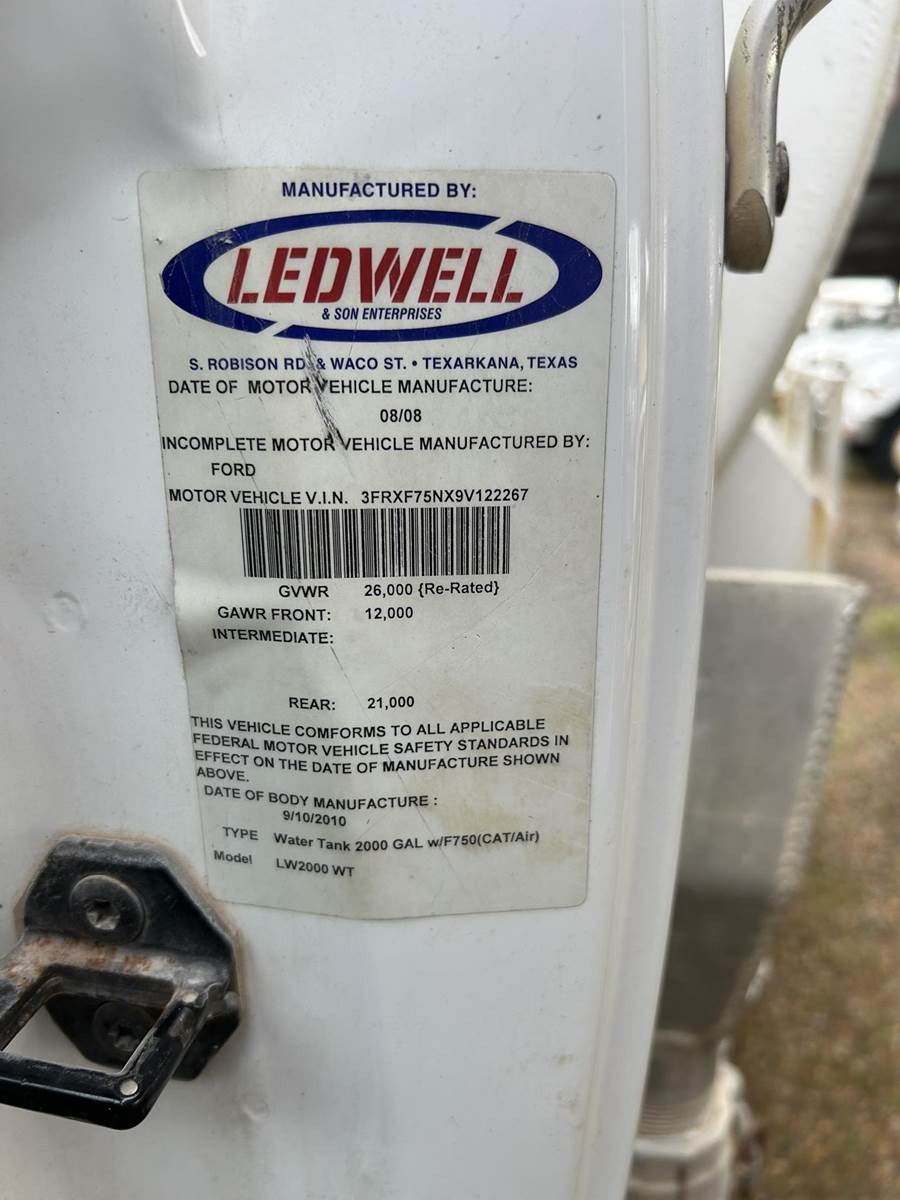 MANUFACTURED BY:
LEDWELL
& SON ENTERPRISES
S. ROBISON RD. & WACO ST. • TEXARKANA, TEXAS
DATE OF MOTOR VEHICLE MANUFACTURE:
08/08
INCOMPLETE MOTOR VEHICLE MANUFACTURED BY:
FORD
MOTOR VEHICLE V.I.N. 3FRXF75NX9V122267
GVWR 26,000 {Re-Rated}
GAWR FRONT: 12,000
INTERMEDIATE:
REAR: 21,000
THIS VEHICLE COMFORMS TO ALL APPLICABLE
FEDERAL MOTOR VEHICLE SAFETY STANDARDS IN
EFFECT ON THE DATE OF MANUFACTURE SHOWN
ABOVE.
DATE OF BODY MANUFACTURE :
9/10/2010
TYPE Water Tank 2000 GAL w/F750(CAT/Air)
Model LW2000 WT